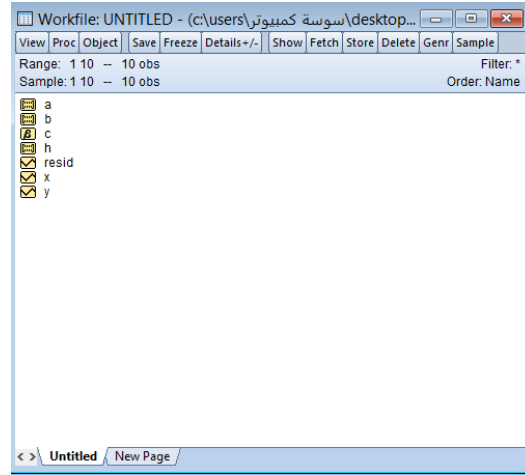 Workfile: UNTITLED - (c:\users\سوسة كمبيوتر\desktop...
View Proc Object Save Freeze Details+/- Show Fetch Store Delete Genr Sample
Range: 1 10 -- 10 obs Filter: *
Sample: 1 10 -- 10 obs Order: Name
a
b
β c
h
resid
x
y
< > Untitled New Page